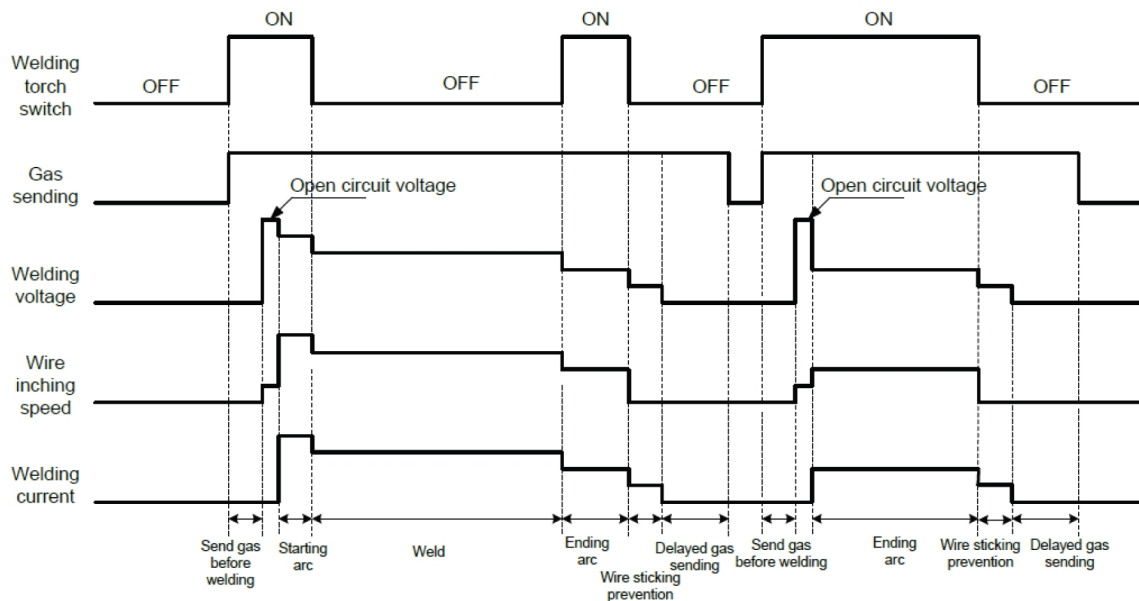 ON
ON
ON
Welding
torch
switch
OFF
OFF
OFF
OFF
Gas
sending
Open circuit voltage
Open circuit voltage
Welding
voltage
Wire
inching
speed
Welding
current
Send gas
before
welding
Starting
arc
Weld
Ending
arc
Wire sticking
prevention
Delayed gas
sending
Send gas
before welding
Ending
arc
Wire sticking
prevention
Delayed gas
sending